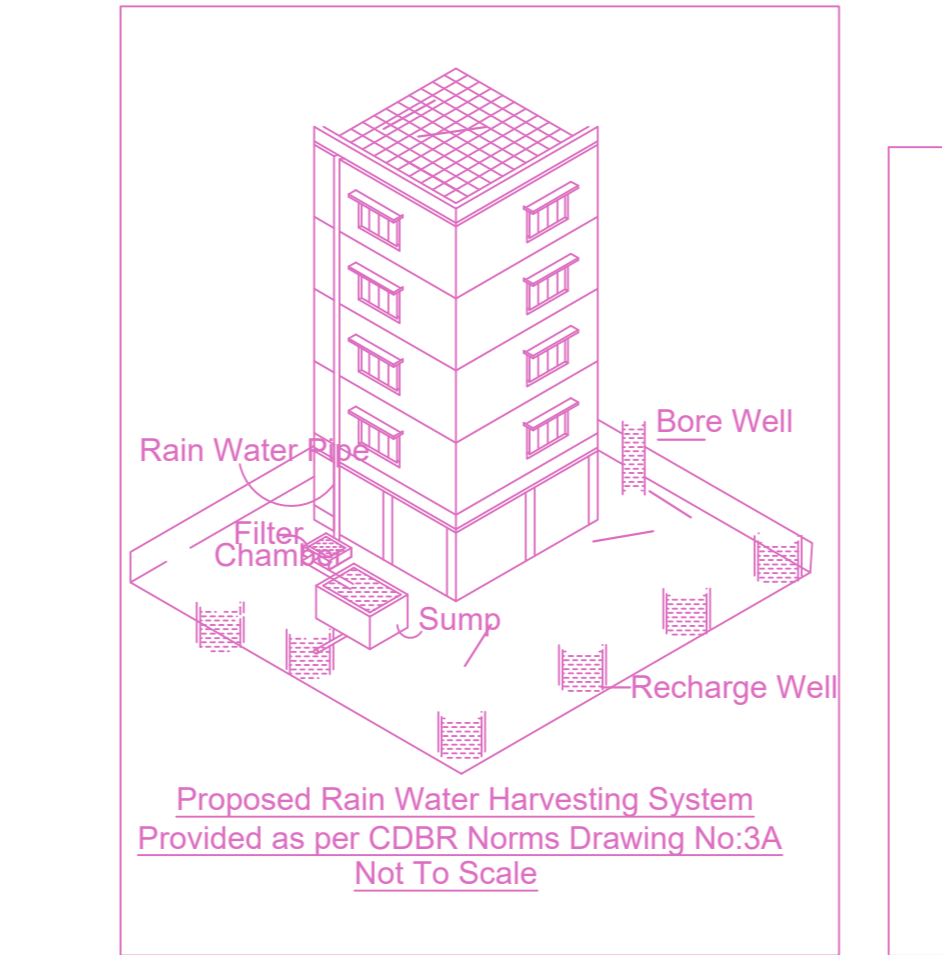 Bore Well
Rain Water Pipe
Filter
Chamber
Sump
Recharge Well
Proposed Rain Water Harvesting System
Provided as per CDBR Norms Drawing No:3A
Not To Scale